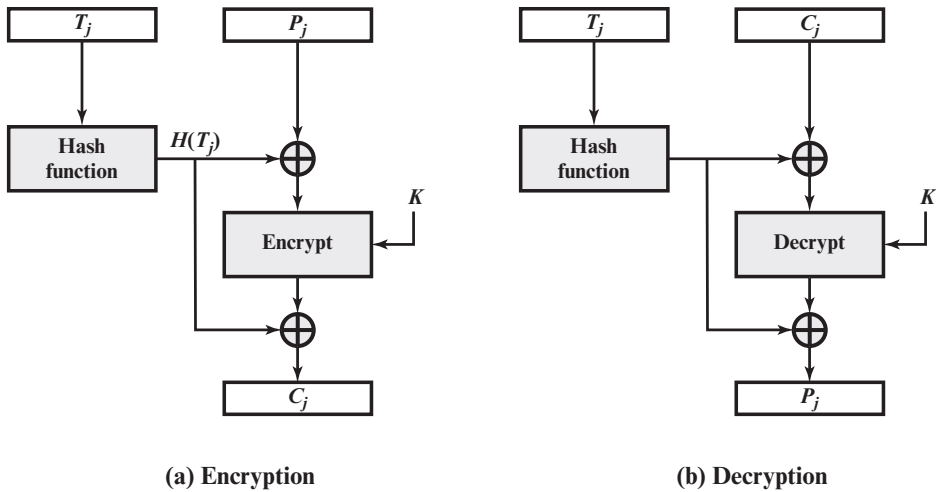 T_j
P_j
Hash
function
H(T_j)
K
Encrypt
C_j
(a) Encryption
T_j
C_j
Hash
function
K
Decrypt
P_j
(b) Decryption